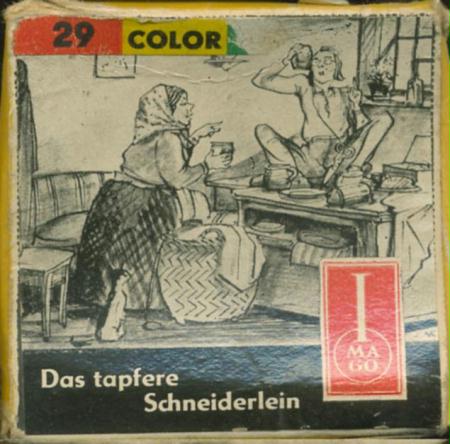 29 COLOR
I
MA
GO
Das tapfere
Schneiderlein